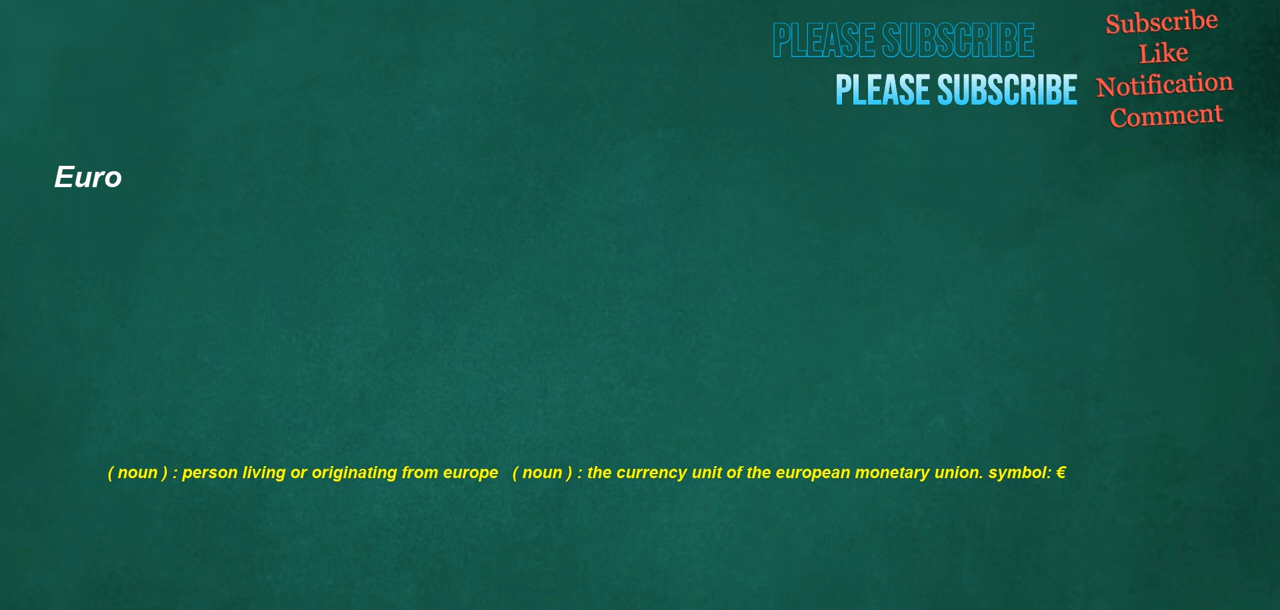 PLEASE SUBSCRIBE
PLEASE SUBSCRIBE
Subscribe
Like
Notification
Comment
Euro
( noun ) : person living or originating from europe ( noun ) : the currency unit of the european monetary union. symbol: €